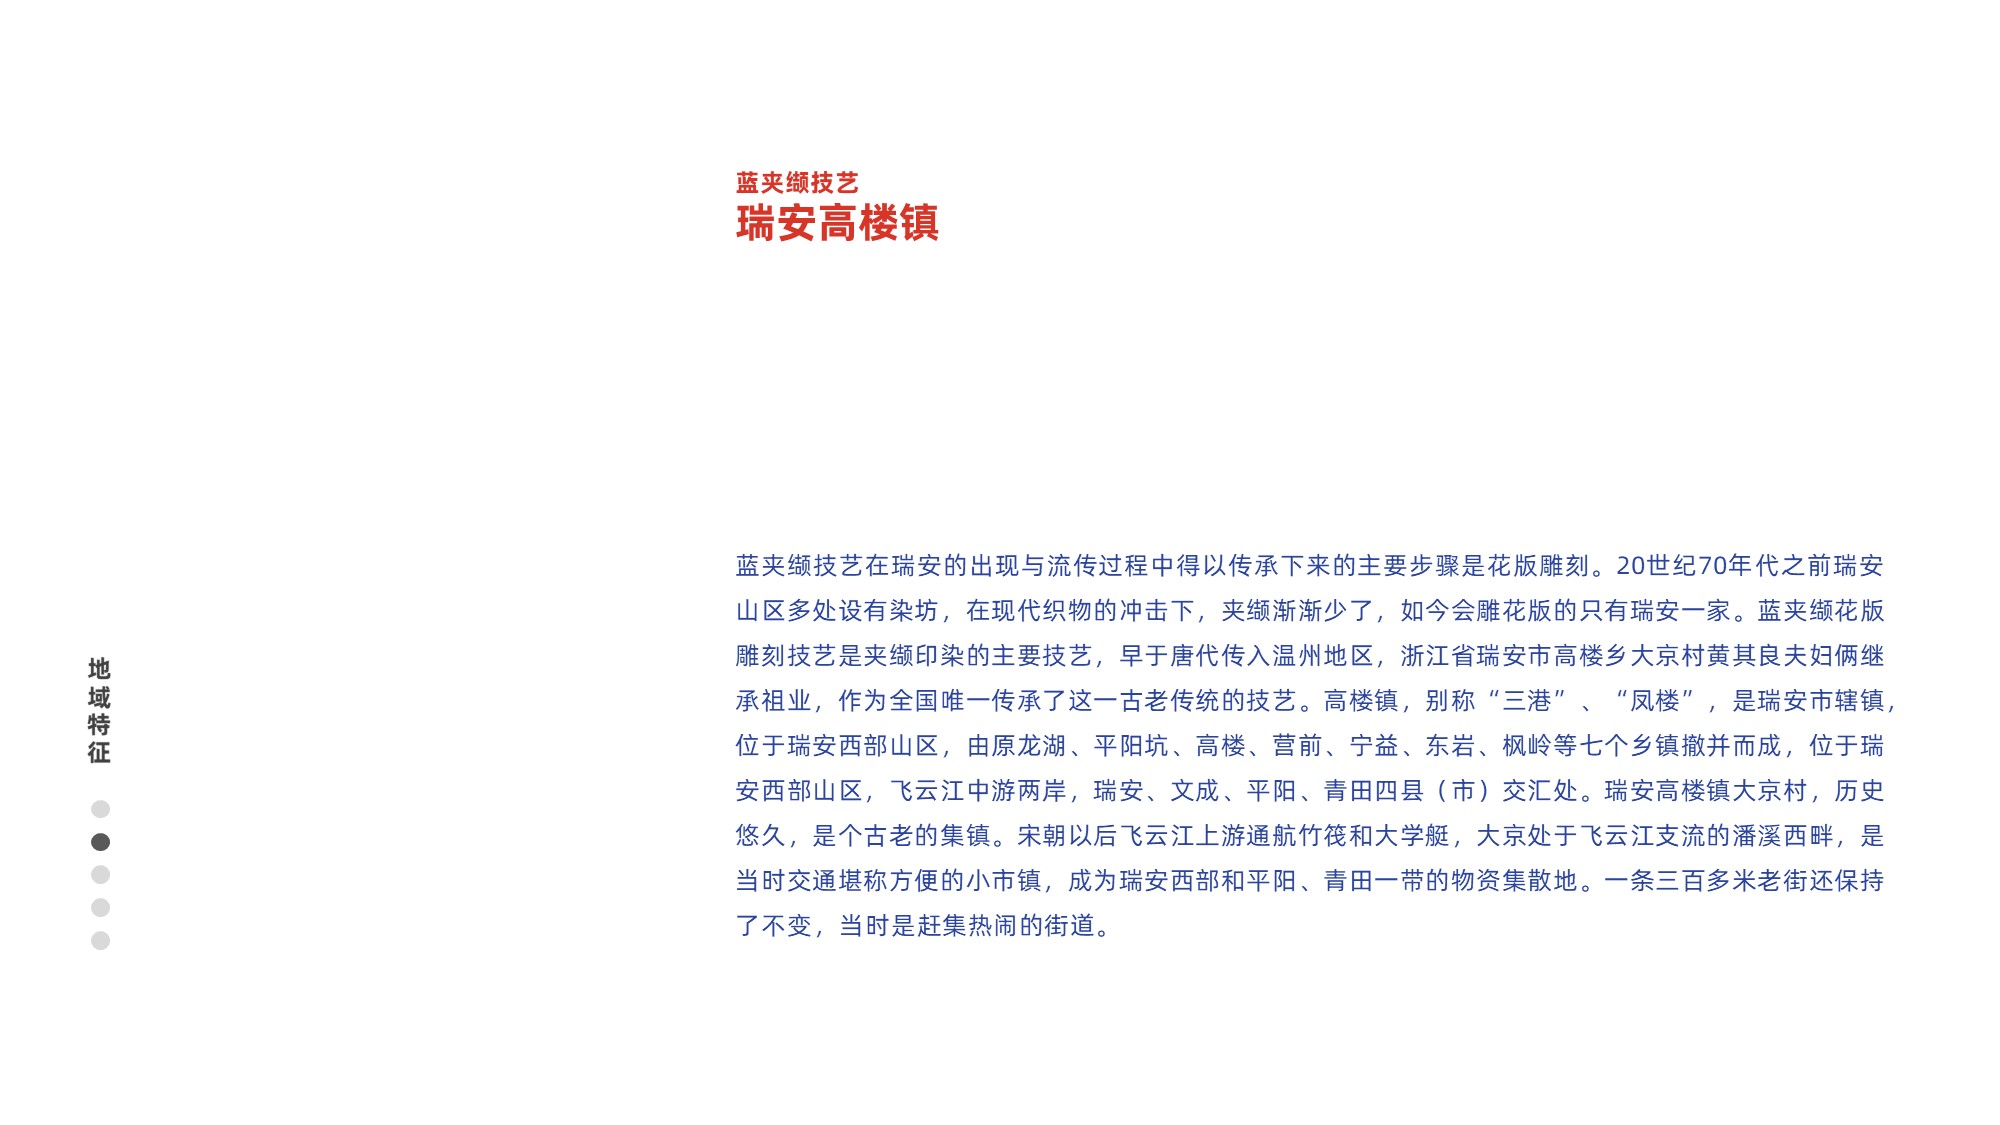 蓝夹缬技艺
瑞安高楼镇
蓝夹缬技艺在瑞安的出现与流传过程中得以传承下来的主要步骤是花版雕刻。20世纪70年代之前瑞安
山区多处设有染坊，在现代织物的冲击下，夹缬渐渐少了，如今会雕花版的只有瑞安一家。蓝夹缬花版
雕刻技艺是夹缬印染的主要技艺，早于唐代传入温州地区，浙江省瑞安市高楼乡大京村黄其良夫妇俩继
承祖业，作为全国唯一传承了这一古老传统的技艺。高楼镇，别称“三港”、“凤楼”，是瑞安市辖镇，
位于瑞安西部山区，由原龙湖、平阳坑、高楼、营前、宁益、东岩、枫岭等七个乡镇撤并而成，位于瑞
安西部山区，飞云江中游两岸，瑞安、文成、平阳、青田四县（市）交汇处。瑞安高楼镇大京村，历史
悠久，是个古老的集镇。宋朝以后飞云江上游通航竹筏和大学艇，大京处于飞云江支流的潘溪西畔，是
当时交通堪称方便的小市镇，成为瑞安西部和平阳、青田一带的物资集散地。一条三百多米老街还保持
了不变，当时是赶集热闹的街道。
地
域
特
征